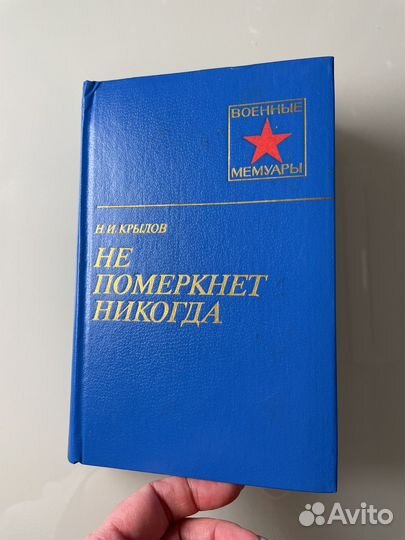 ВОЕННЫЕ
МЕМУАРЫ
Н. И. КРЫЛОВ
НЕ
ПОМЕРКНЕТ
НИКОГДА
Avito